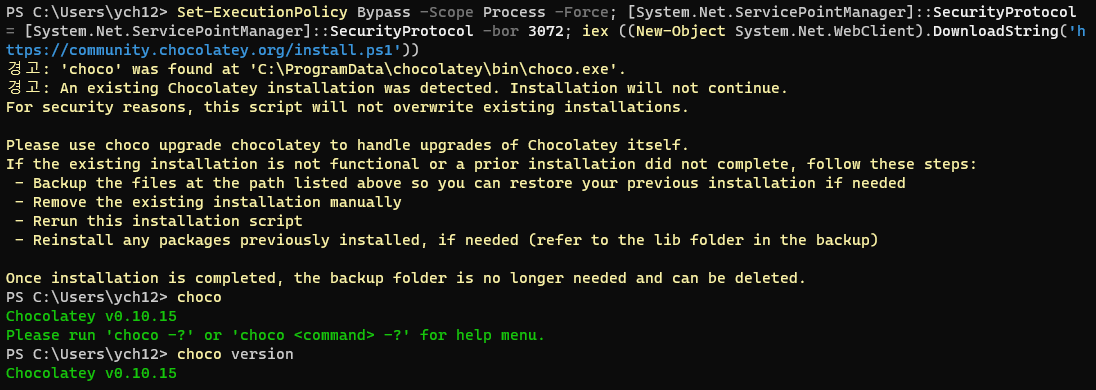 PS C:\Users\ych12> Set-ExecutionPolicy Bypass -Scope Process -Force; [System.Net.ServicePointManager]::SecurityProtocol
= [System.Net.ServicePointManager]::SecurityProtocol -bor 3072; iex ((New-Object System.Net.WebClient).DownloadString('h
ttps://community.chocolatey.org/install.ps1'))
경고: 'choco' was found at 'C:\ProgramData\chocolatey\bin\choco.exe'.
경고: An existing Chocolatey installation was detected. Installation will not continue.
For security reasons, this script will not overwrite existing installations.

Please use choco upgrade chocolatey to handle upgrades of Chocolatey itself.
If the existing installation is not functional or a prior installation did not complete, follow these steps:
 - Backup the files at the path listed above so you can restore your previous installation if needed
 - Remove the existing installation manually
 - Rerun this installation script
 - Reinstall any packages previously installed, if needed (refer to the lib folder in the backup)

Once installation is completed, the backup folder is no longer needed and can be deleted.
PS C:\Users\ych12> choco
Chocolatey v0.10.15
Please run 'choco -?' or 'choco <command> -?' for help menu.
PS C:\Users\ych12> choco version
Chocolatey v0.10.15